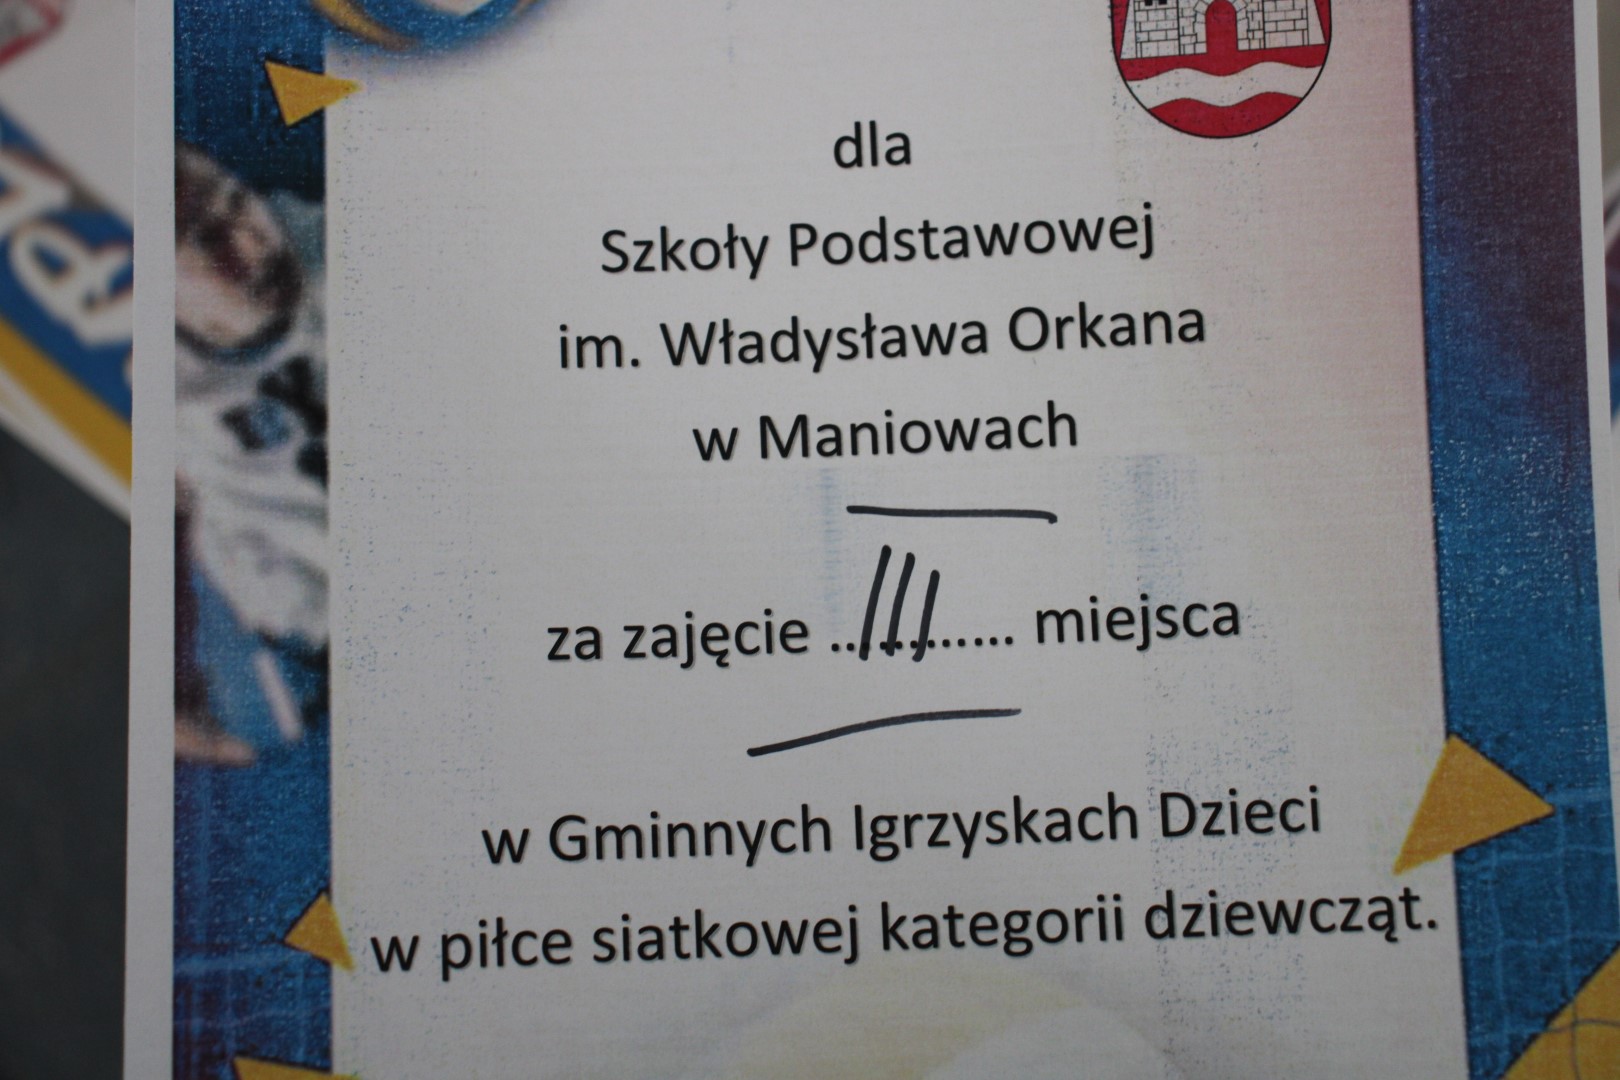 dla
Szkoły Podstawowej
im. Władysława Orkana
w Maniowach
za zajęcie ...III......... miejsca
w Gminnych Igrzyskach Dzieci
w piłce siatkowej kategorii dziewcząt.